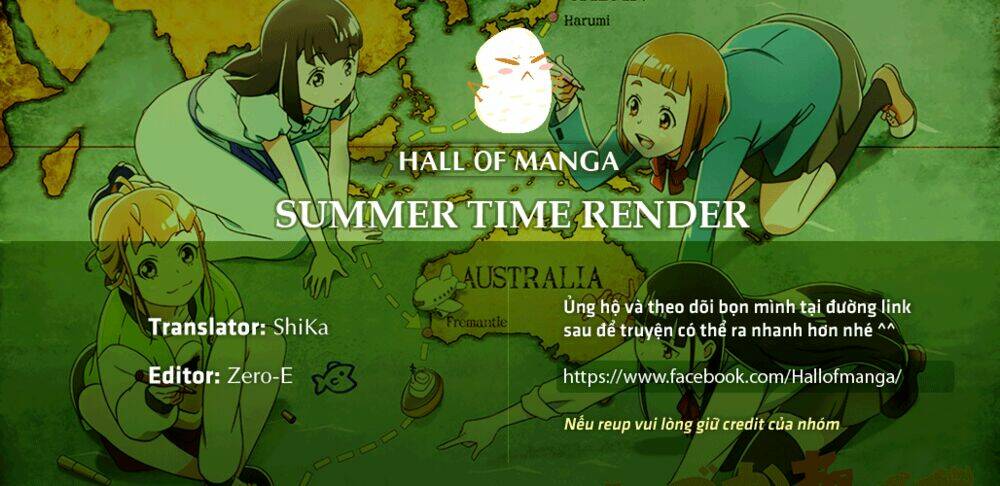 Harumi
HALL OF MANGA
SUMMER TIME RENDER
AUSTRALIA
Fremantle
Translator: ShiKa
Editor: Zero-E
Ủng hộ và theo dõi bọn mình tại đường link
sau để truyện có thể ra nhanh hơn nhé ^^
https://www.facebook.com/Hallofmanga/
Nếu reup vui lòng giữ credit của nhóm